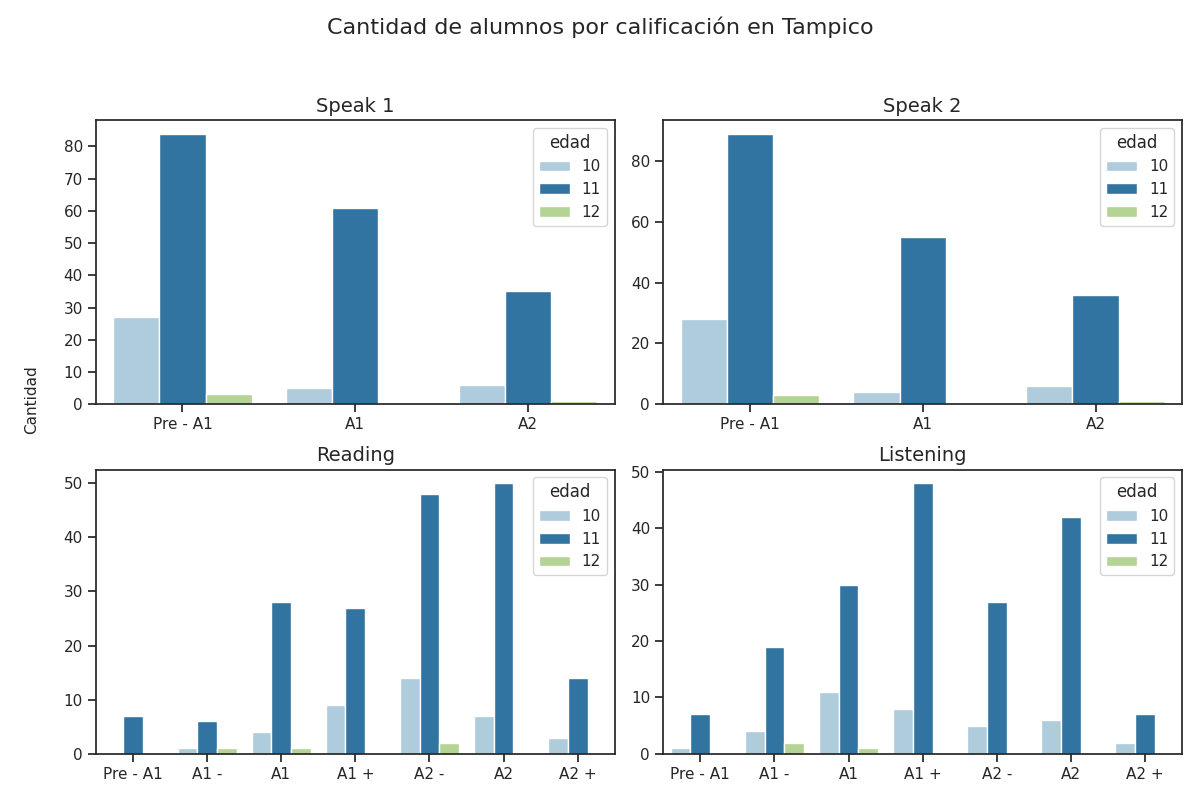 Cantidad de alumnos por calificación en Tampico
Speak 1
80
70
60
50
40
30
20
10
0
Pre - A1
A1
A2
edad
10
11
12
Speak 2
80
60
40
20
0
Pre - A1
A1
A2
edad
10
11
12
Cantidad
Reading
50
40
30
20
10
0
Pre - A1
A1 -
A1
A1 +
A2 -
A2
A2 +
edad
10
11
12
Listening
50
40
30
20
10
0
Pre - A1
A1 -
A1
A1 +
A2 -
A2
A2 +
edad
10
11
12